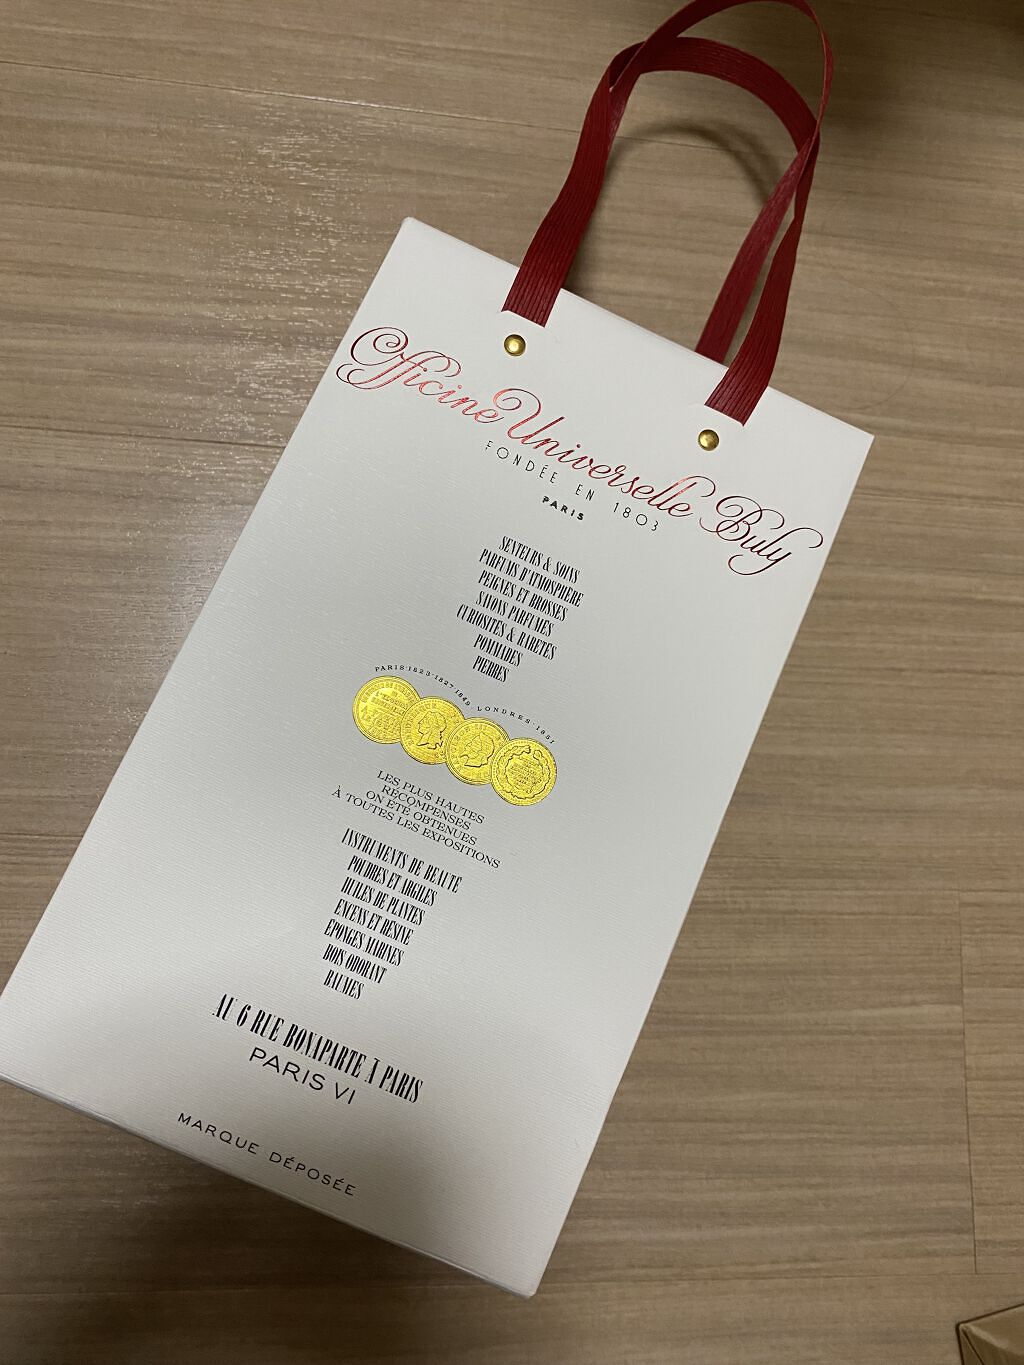 Officine Universelle Buly
FONDÉE EN 1803
PARIS
SENTEURS & SOINS
PARFUMS D'ATMOSPHÈRE
PEIGNES ET BROSSES
SAVONS PARFUMÉS
CURIOSITÉS & RARETÉS
POMMADES
PIERRES
PARIS·1823·1827·1849·LONDRES·1851
LES PLUS HAUTES
RÉCOMPENSES
ON ÉTÉ OBTENUES
À TOUTES LES EXPOSITIONS
INSTRUMENTS DE BEAUTÉ
POUDRES ET ARGILES
HUILES DE PLANTES
ENCENS ET RÉSINE
ÉPONGES MARINES
BOIS ODORANT
BAUMES
AU 6 RUE BONAPARTE À PARIS
PARIS VI
MARQUE DÉPOSÉE